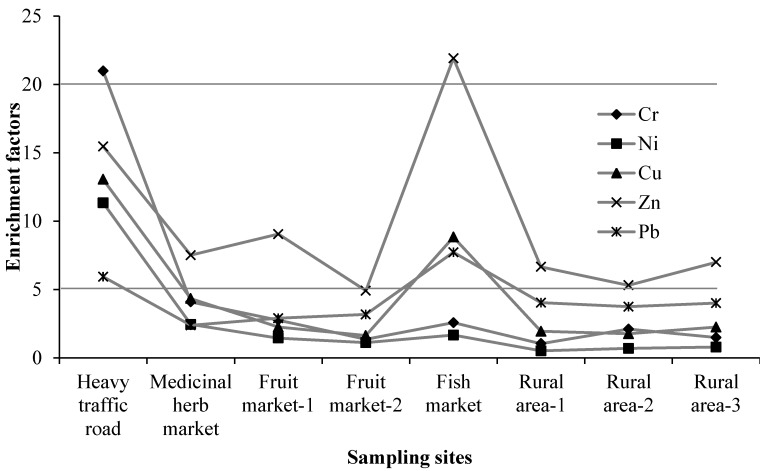 25
20
15
10
5
0
Enrichment factors
Cr
Ni
Cu
Zn
Pb
Heavy traffic road
Medicinal herb market
Fruit market-1
Fruit market-2
Fish market
Rural area-1
Rural area-2
Rural area-3
Sampling sites